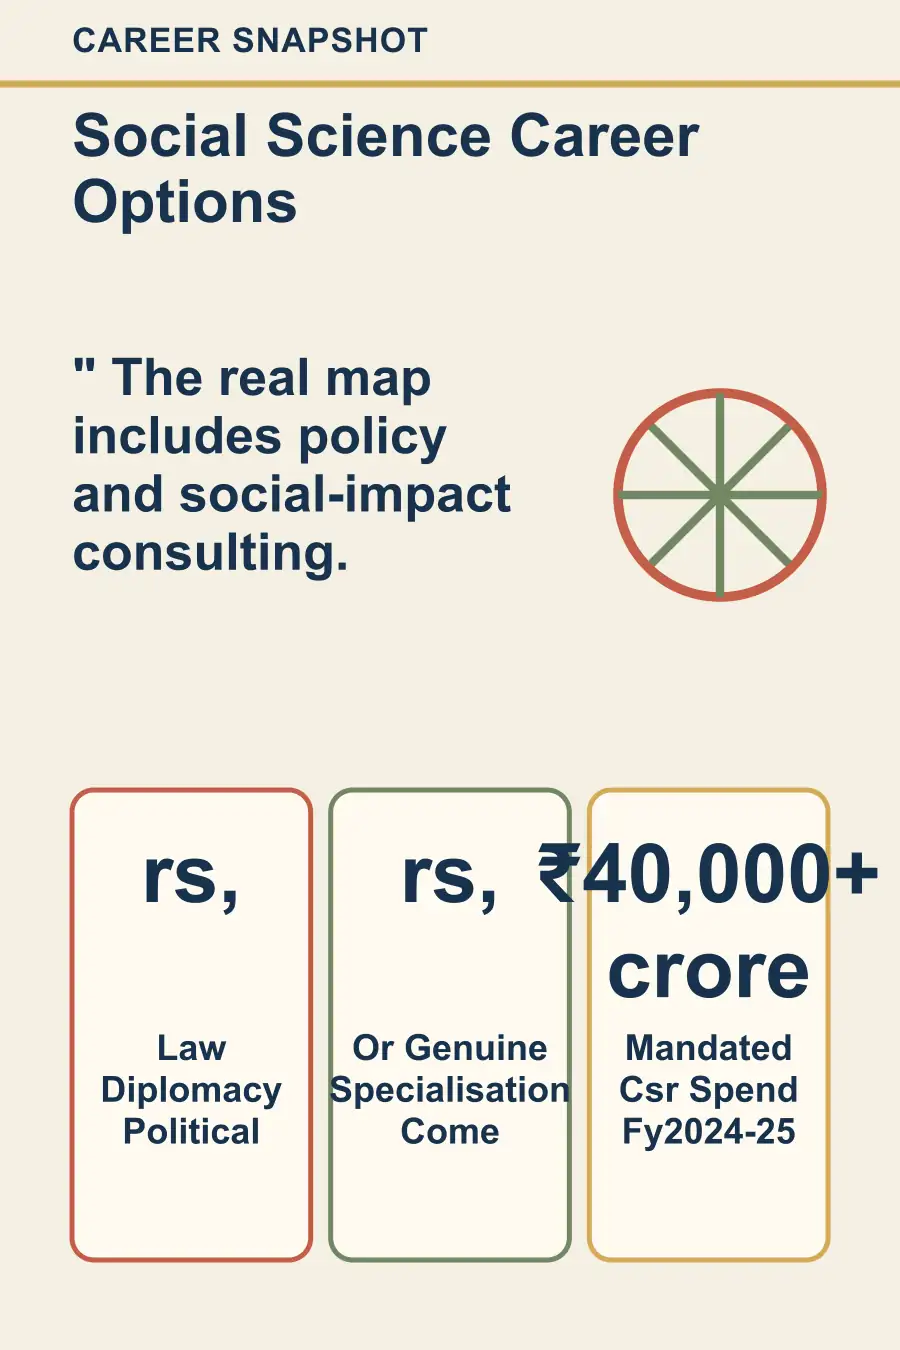 CAREER SNAPSHOT
Social Science Career
Options
" The real map
includes policy
and social-impact
consulting.
rs,
Law
Diplomacy
Political
rs,
Or Genuine
Specialisation
Come
₹40,000+
crore
Mandated
Csr Spend
Fy2024-25